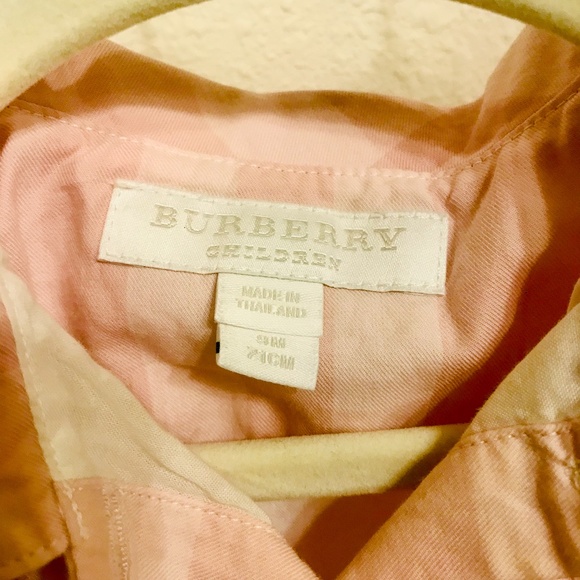 BURBERRY
CHILDREN
MADE IN
THAILAND
9M
71CM